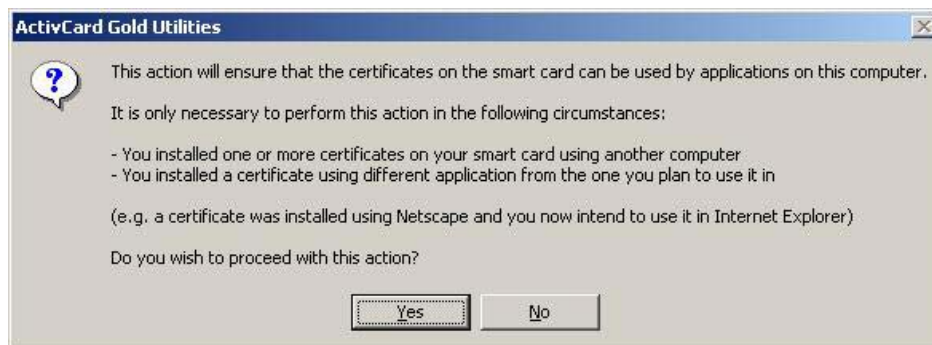 ActivCard Gold Utilities
This action will ensure that the certificates on the smart card can be used by applications on this computer.
It is only necessary to perform this action in the following circumstances:
- You installed one or more certificates on your smart card using another computer
- You installed a certificate using different application from the one you plan to use it in
(e.g. a certificate was installed using Netscape and you now intend to use it in Internet Explorer)
Do you wish to proceed with this action?
Yes No